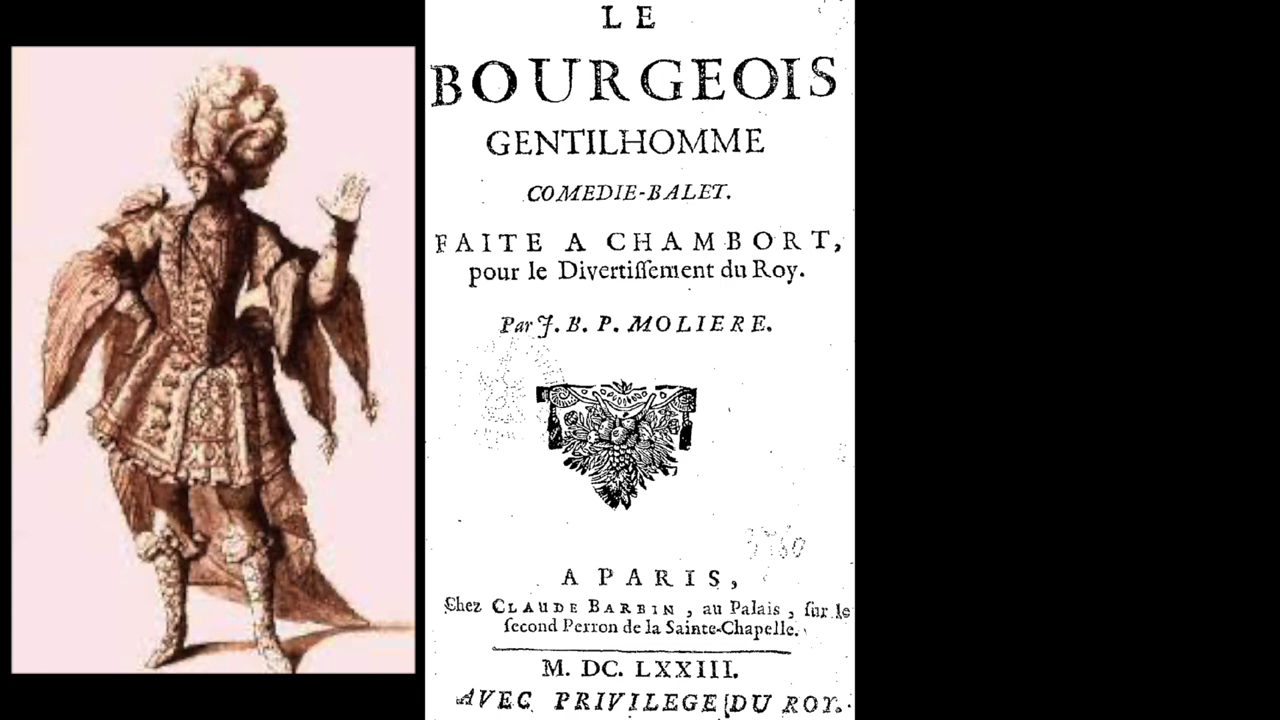 LE
BOURGEOIS
GENTILHOMME
COMEDIE-BALET.
FAITE A CHAMBORT,
pour le Divertiſſement du Roy.
Par J. B. P. MOLIERE.
3760
A PARIS,
Chez CLAUDE BARBIN, au Palais, ſur le
ſecond Perron de la Sainte-Chapelle.
M. DC. LXXIII.
AVEC PRIVILEGE DU ROY.